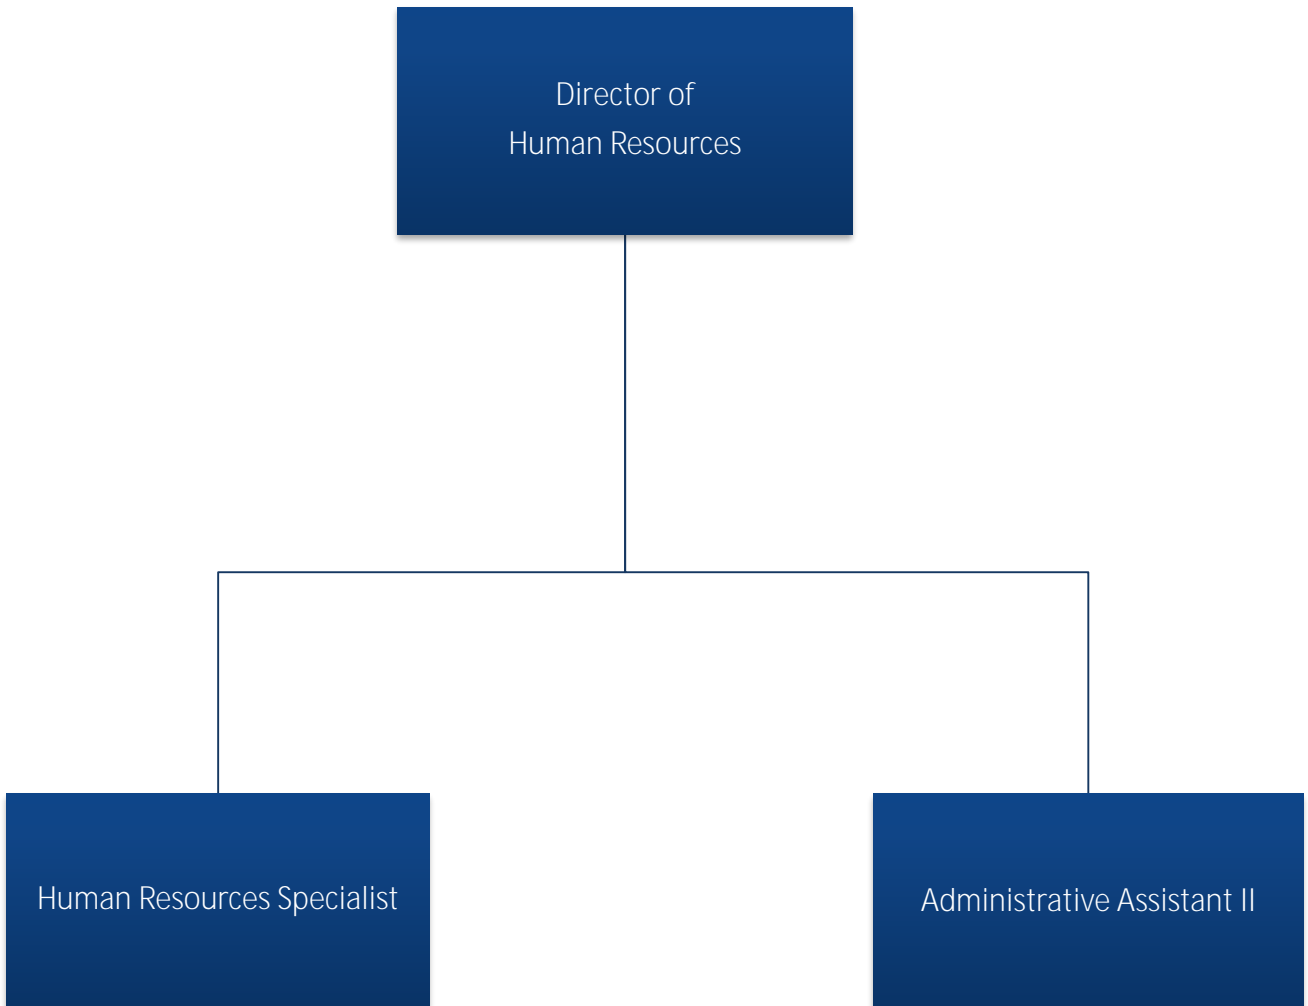 Director of
Human Resources
Human Resources Specialist
Administrative Assistant II